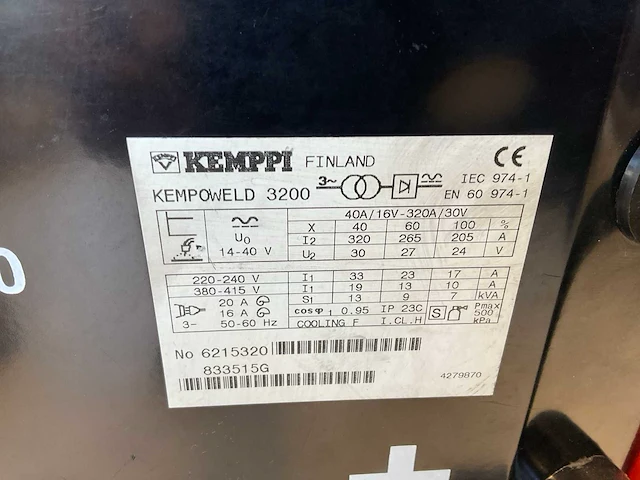 KEMPPI FINLAND CE
KEMPOWELD 3200 3~ IEC 974-1
EN 60 974-1
40A/16V-320A/30V
X 40 60 100 %
U0 I2 320 265 205 A
14-40 V U2 30 27 24 V
220-240 V I1 33 23 17 A
380-415 V I1 19 13 10 A
20 A S1 13 9 7 kVA
16 A cosφ1 0.95 IP 23C S Pmax 500 kPa
3~ 50-60 Hz COOLING F I.CL.H
No 6215320
833515G
4279870
0